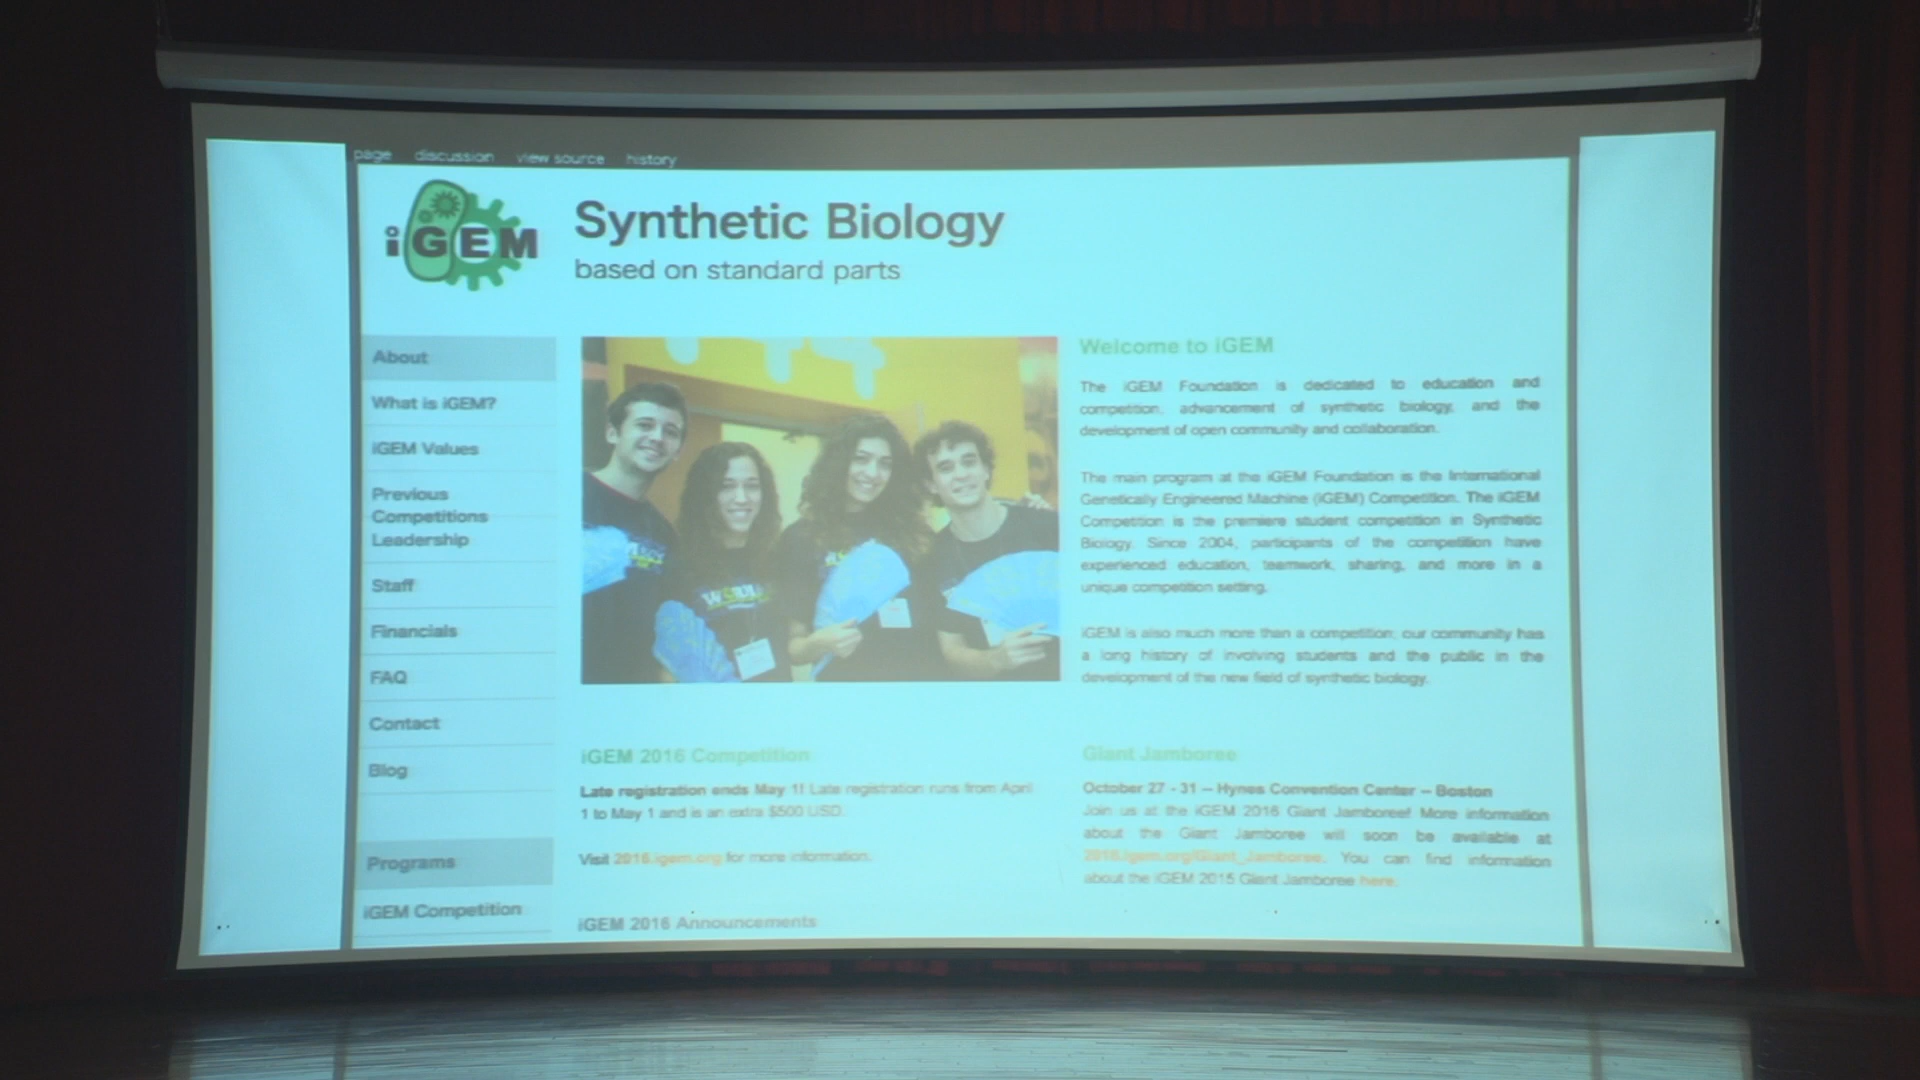 page discussion view source history
iGEM
Synthetic Biology
based on standard parts
About
What is iGEM?
iGEM Values
Previous
Competitions
Leadership
Staff
Financials
FAQ
Contact
Blog
Programs
iGEM Competition
Welcome to iGEM
The iGEM Foundation is dedicated to education and
competition, advancement of synthetic biology, and the
development of open community and collaboration.
The main program at the iGEM Foundation is the International
Genetically Engineered Machine (iGEM) Competition. The iGEM
Competition is the premiere student competition in Synthetic
Biology. Since 2004, participants of the competition have
experienced education, teamwork, sharing, and more in a
unique competition setting.
iGEM is also much more than a competition; our community has
a long history of involving students and the public in the
development of the new field of synthetic biology.
iGEM 2016 Competition
Late registration ends May 1! Late registration runs from April
1 to May 1 and is an extra $500 USD.
Visit 2016.igem.org for more information.
iGEM 2016 Announcements
Giant Jamboree
October 27 - 31 – Hynes Convention Center – Boston
Join us at the iGEM 2016 Giant Jamboree! More information
about the Giant Jamboree will soon be available at
2016.igem.org/Giant_Jamboree. You can find information
about the iGEM 2015 Giant Jamboree here.